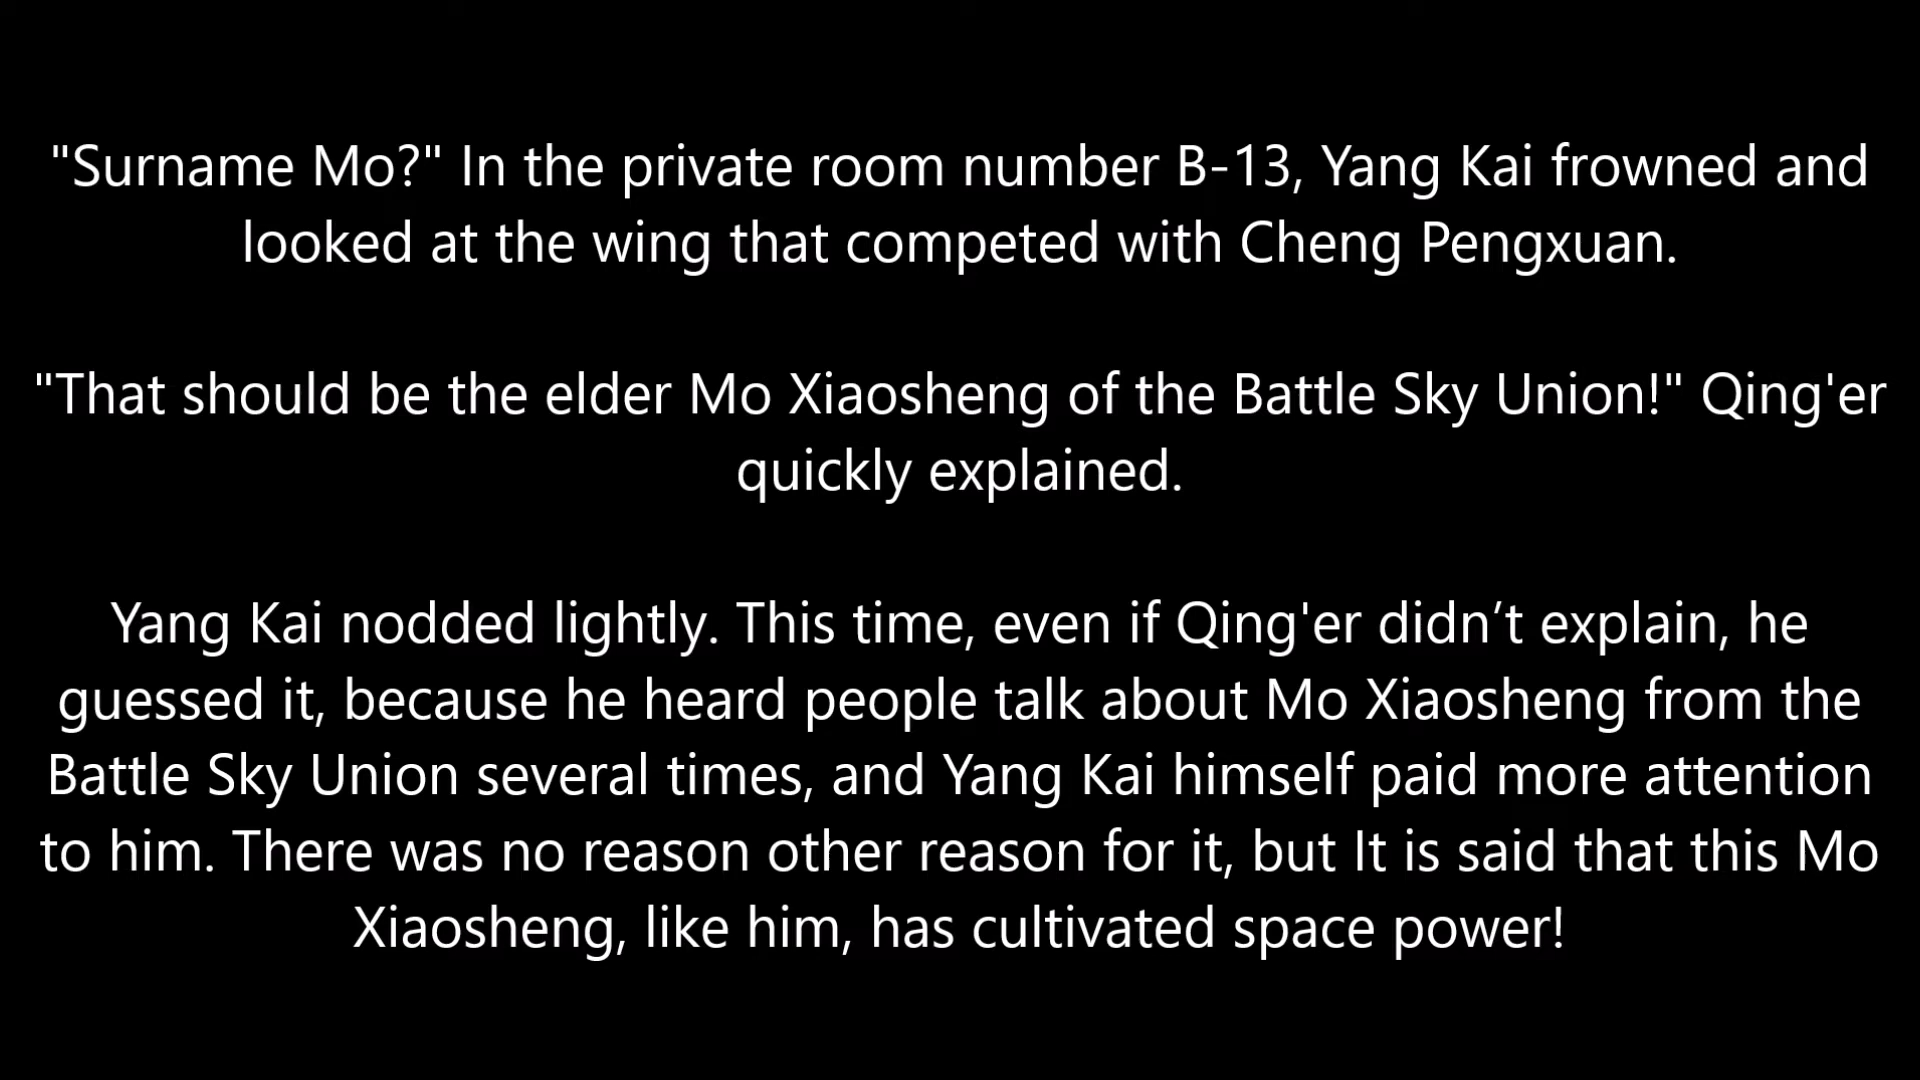 "Surname Mo?" In the private room number B-13, Yang Kai frowned and
looked at the wing that competed with Cheng Pengxuan.
"That should be the elder Mo Xiaosheng of the Battle Sky Union!" Qing'er
quickly explained.
Yang Kai nodded lightly. This time, even if Qing'er didn’t explain, he
guessed it, because he heard people talk about Mo Xiaosheng from the
Battle Sky Union several times, and Yang Kai himself paid more attention
to him. There was no reason other reason for it, but It is said that this Mo
Xiaosheng, like him, has cultivated space power!